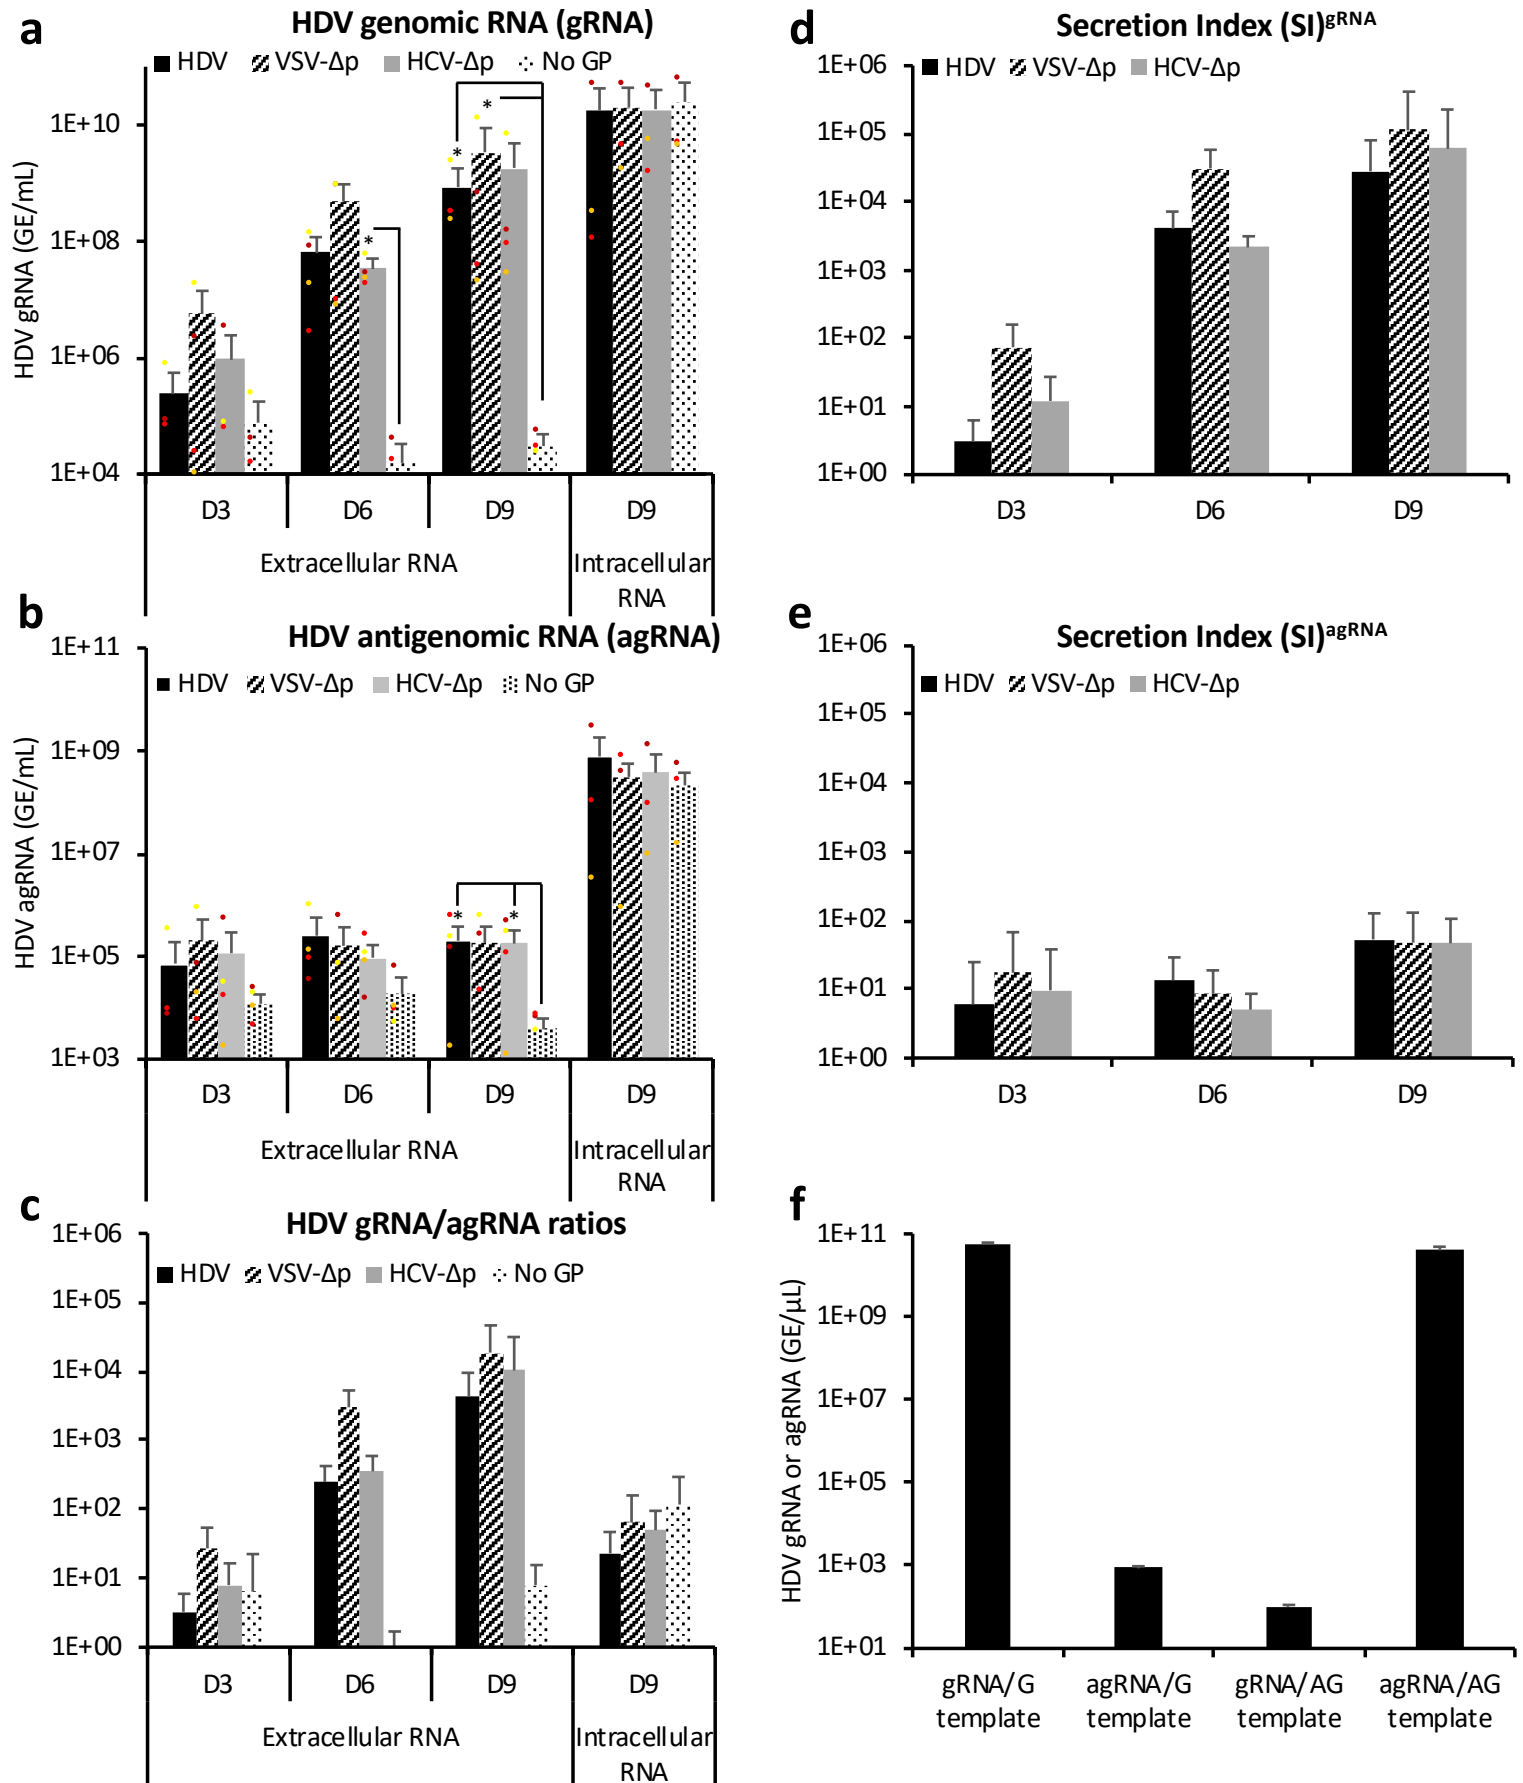 a
HDV genomic RNA (gRNA)
HDV VSV-Δp HCV-Δp No GP
HDV gRNA (GE/mL)
1E+10
1E+08
1E+06
1E+04
* * * 
D3 D6 D9 D9
Extracellular RNA Intracellular
RNA
b
HDV antigenomic RNA (agRNA)
HDV VSV-Δp HCV-Δp No GP
HDV agRNA (GE/mL)
1E+11
1E+09
1E+07
1E+05
1E+03
* *
D3 D6 D9 D9
Extracellular RNA Intracellular
RNA
c
HDV gRNA/agRNA ratios
HDV VSV-Δp HCV-Δp No GP
1E+06
1E+05
1E+04
1E+03
1E+02
1E+01
1E+00
D3 D6 D9 D9
Extracellular RNA Intracellular
RNA
d
Secretion Index (SI)gRNA
HDV VSV-Δp HCV-Δp
1E+06
1E+05
1E+04
1E+03
1E+02
1E+01
1E+00
D3 D6 D9
e
Secretion Index (SI)agRNA
HDV VSV-Δp HCV-Δp
1E+06
1E+05
1E+04
1E+03
1E+02
1E+01
1E+00
D3 D6 D9
f
HDV gRNA or agRNA (GE/µL)
1E+11
1E+09
1E+07
1E+05
1E+03
1E+01
gRNA/G agRNA/G gRNA/AG agRNA/AG
template template template template